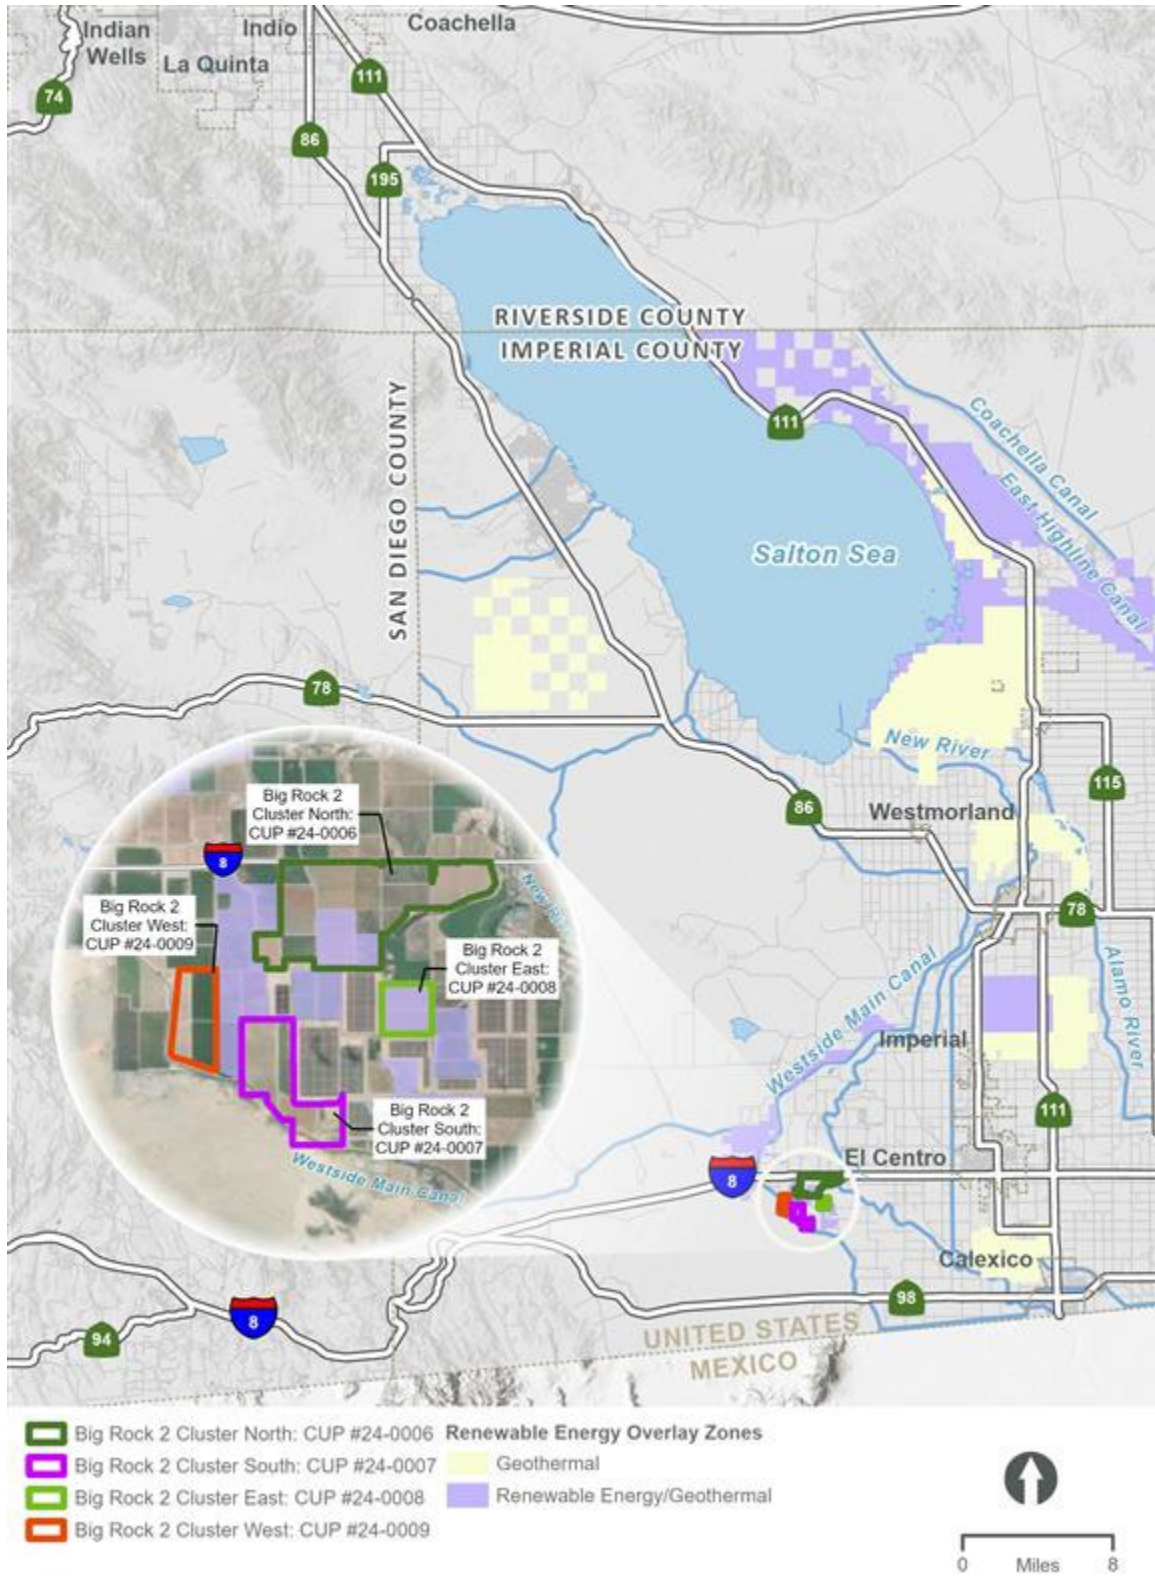 Indian
Wells
La Quinta
Indio
Coachella
74
111
86
195
RIVERSIDE COUNTY
IMPERIAL COUNTY
SAN DIEGO COUNTY
111
Coachella Canal
East Highline Canal
Salton Sea
78
New River
86
Westmorland
115
78
Big Rock 2
Cluster North:
CUP #24-0006
8
Big Rock 2
Cluster West:
CUP #24-0009
Big Rock 2
Cluster East:
CUP #24-0008
Big Rock 2
Cluster South:
CUP #24-0007
Westside Main Canal
New
Westside Main Canal
Alamo River
Imperial
111
El Centro
8
Calexico
98
94
8
UNITED STATES
MEXICO
Big Rock 2 Cluster North: CUP #24-0006
Big Rock 2 Cluster South: CUP #24-0007
Big Rock 2 Cluster East: CUP #24-0008
Big Rock 2 Cluster West: CUP #24-0009
Renewable Energy Overlay Zones
Geothermal
Renewable Energy/Geothermal
0 Miles 8